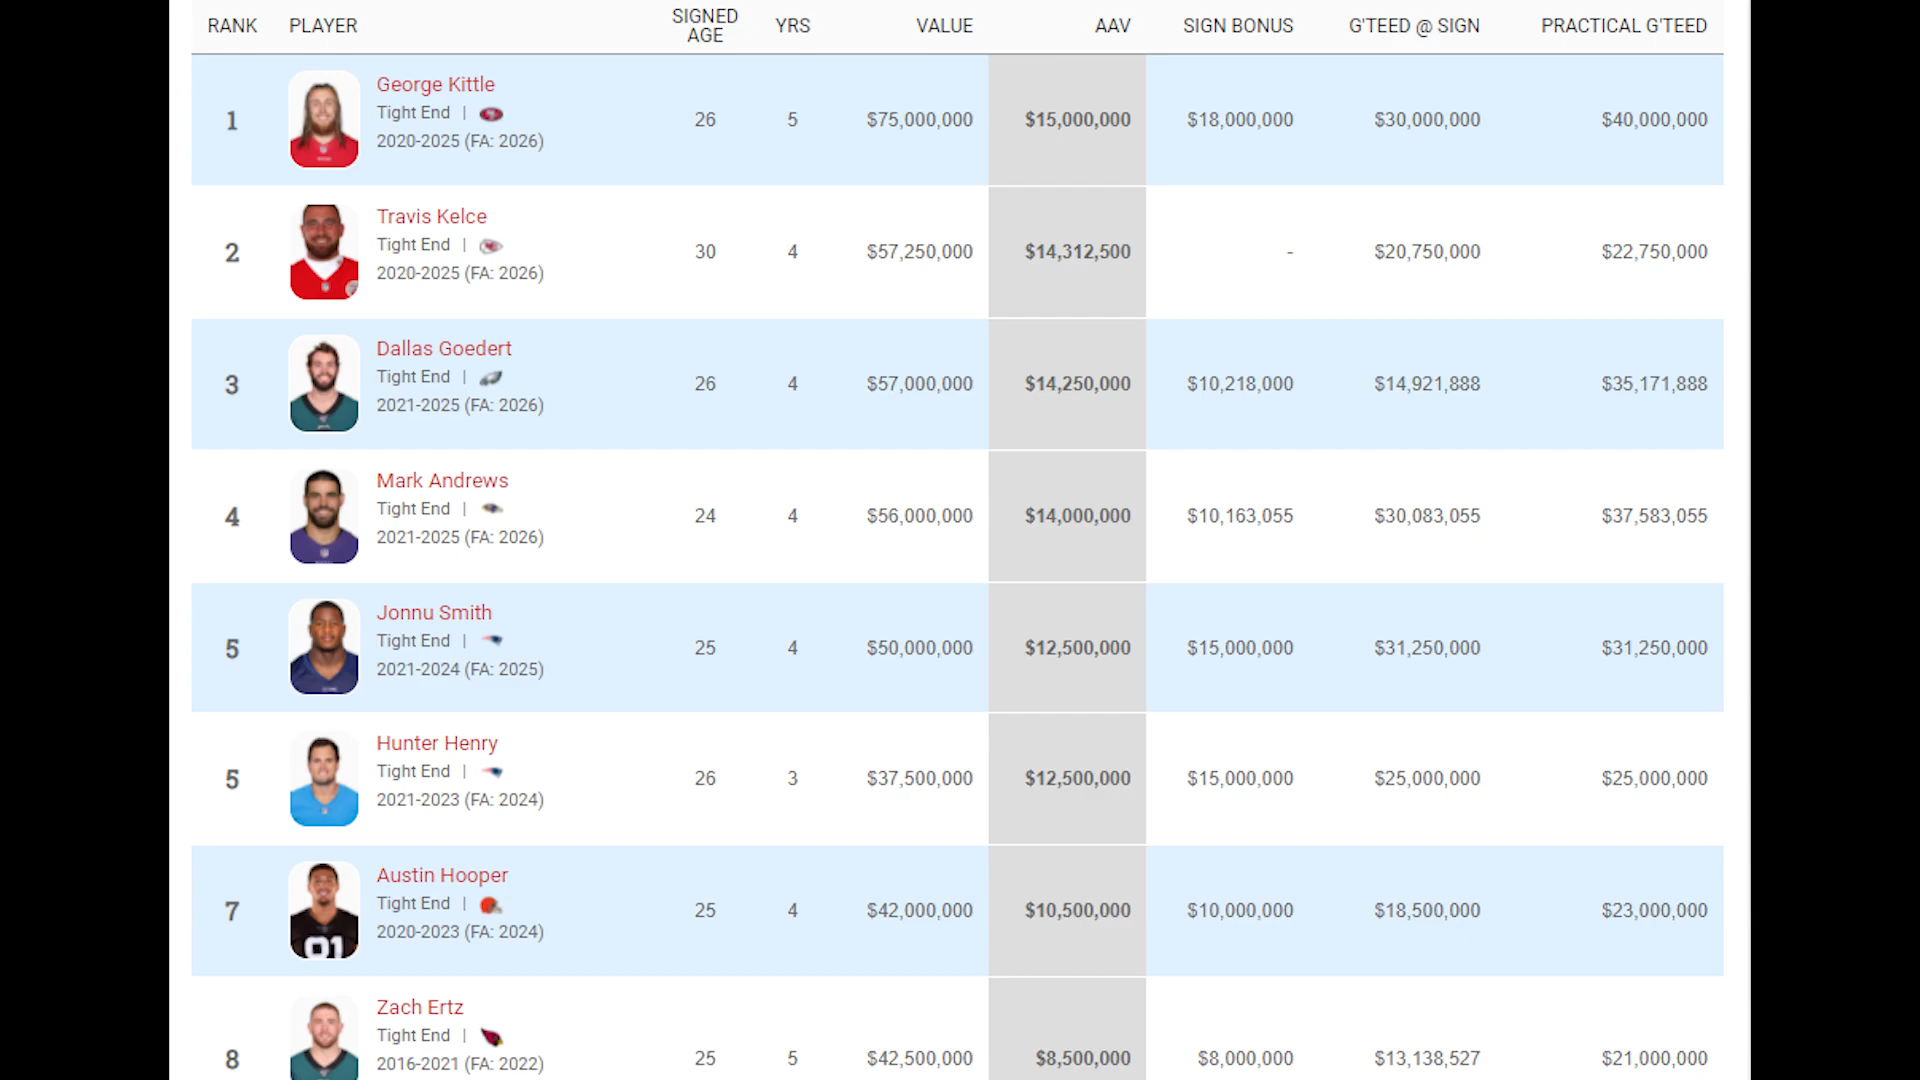 RANK PLAYER SIGNED AGE YRS VALUE AAV SIGN BONUS G'TEED @ SIGN PRACTICAL G'TEED
George Kittle
1 Tight End | 26 5 $75,000,000 $15,000,000 $18,000,000 $30,000,000 $40,000,000
2020-2025 (FA: 2026)
Travis Kelce
2 Tight End | 30 4 $57,250,000 $14,312,500 - $20,750,000 $22,750,000
2020-2025 (FA: 2026)
Dallas Goedert
3 Tight End | 26 4 $57,000,000 $14,250,000 $10,218,000 $14,921,888 $35,171,888
2021-2025 (FA: 2026)
Mark Andrews
4 Tight End | 24 4 $56,000,000 $14,000,000 $10,163,055 $30,083,055 $37,583,055
2021-2025 (FA: 2026)
Jonnu Smith
5 Tight End | 25 4 $50,000,000 $12,500,000 $15,000,000 $31,250,000 $31,250,000
2021-2024 (FA: 2025)
Hunter Henry
5 Tight End | 26 3 $37,500,000 $12,500,000 $15,000,000 $25,000,000 $25,000,000
2021-2023 (FA: 2024)
Austin Hooper
7 Tight End | 25 4 $42,000,000 $10,500,000 $10,000,000 $18,500,000 $23,000,000
2020-2023 (FA: 2024)
Zach Ertz
Tight End |
8 2016-2021 (FA: 2022) 25 5 $42,500,000 $8,500,000 $8,000,000 $13,138,527 $21,000,000